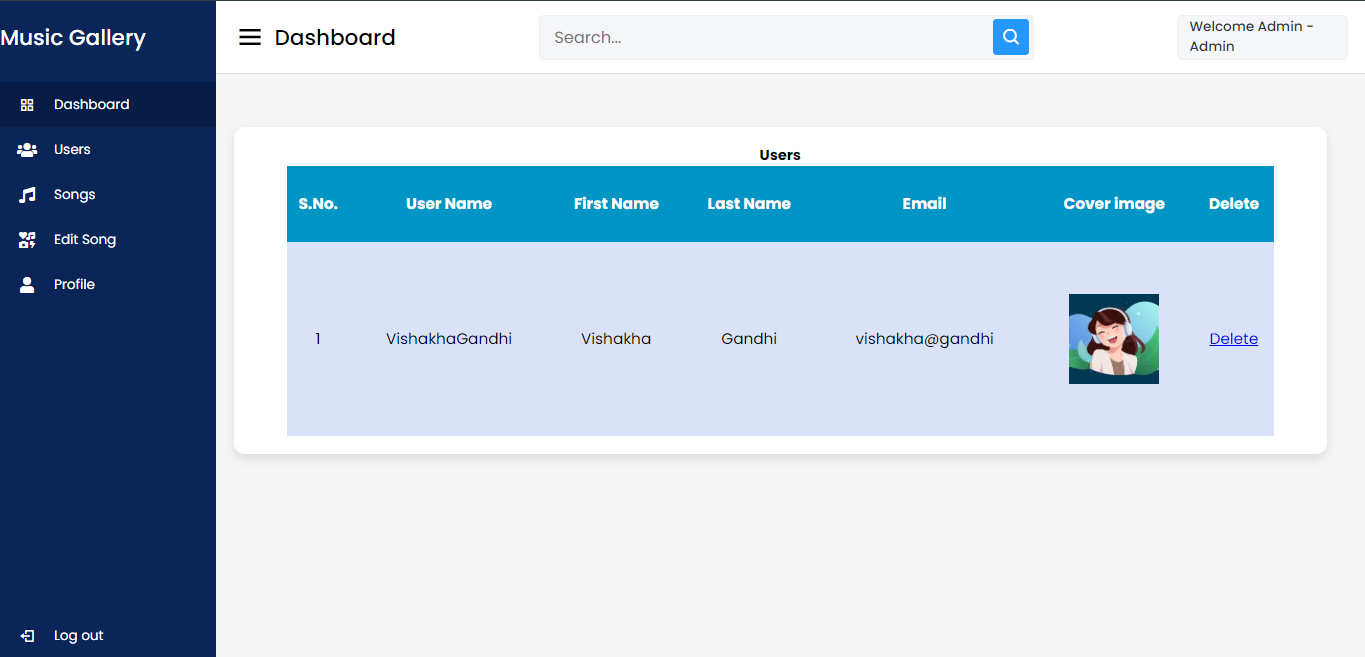 Music Gallery
Dashboard
Search...
Welcome Admin -
Admin
Dashboard
Users
Songs
Edit Song
Profile
Log out
Users
S.No. User Name First Name Last Name Email Cover image Delete
1 VishakhaGandhi Vishakha Gandhi vishakha@gandhi Delete